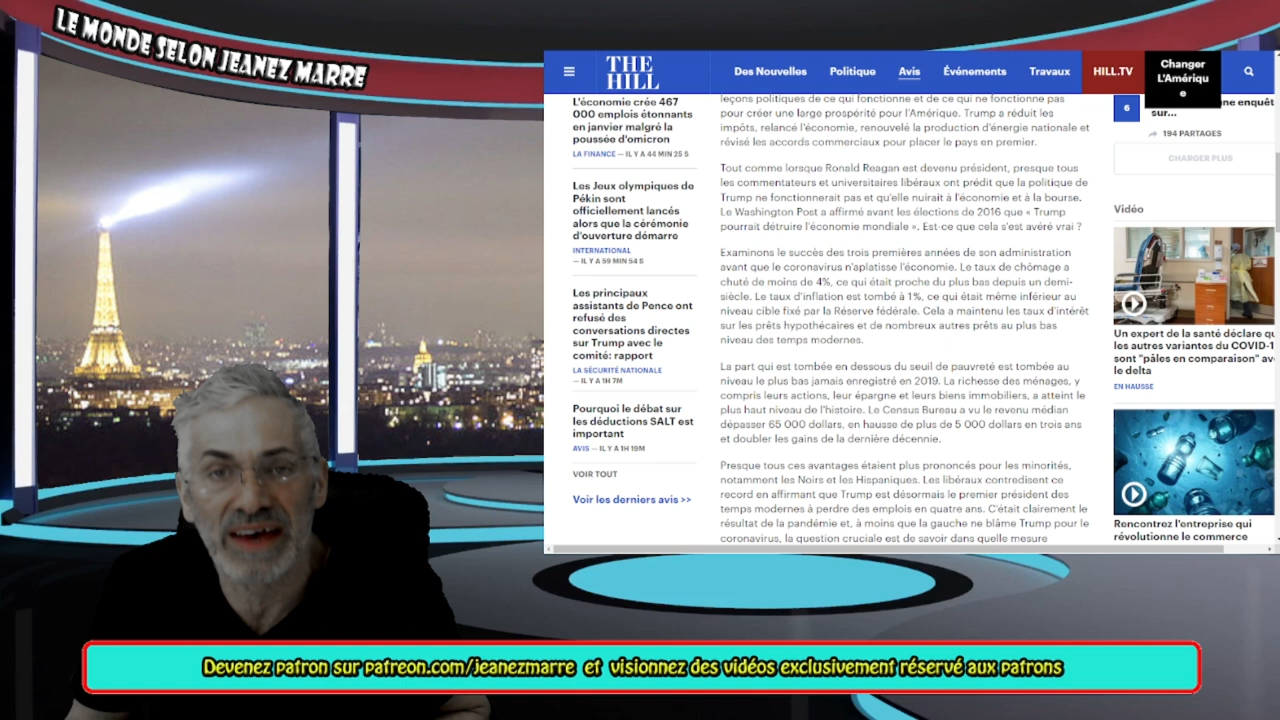 LE MONDE SELON JEANEZ MARRE
THE
HILL
Des Nouvelles
Politique
Avis
Événements
Travaux
HILL.TV
Changer
L'Amériqu
e
L'économie crée 467
000 emplois étonnants
en janvier malgré la
poussée d'omicron
LA FINANCE — IL Y A 44 MIN 25 S
Les Jeux olympiques de
Pékin sont
officiellement lancés
alors que la cérémonie
d'ouverture démarre
INTERNATIONAL
— IL Y A 59 MIN 54 S
Les principaux
assistants de Pence ont
refusé des
conversations directes
sur Trump avec le
comité: rapport
LA SÉCURITÉ NATIONALE
— IL Y A 1H 7M
Pourquoi le débat sur
les déductions SALT est
important
AVIS — IL Y A 1H 19M
VOIR TOUT
Voir les derniers avis >>
leçons politiques de ce qui fonctionne et de ce qui ne fonctionne pas
pour créer une large prospérité pour l'Amérique. Trump a réduit les
impôts, relancé l'économie, renouvelé la production d'énergie nationale et
révisé les accords commerciaux pour placer le pays en premier.
Tout comme lorsque Ronald Reagan est devenu président, presque tous
les commentateurs et universitaires libéraux ont prédit que la politique de
Trump ne fonctionnerait pas et qu'elle nuirait à l'économie et à la bourse.
Le Washington Post a affirmé avant les élections de 2016 que « Trump
pourrait détruire l'économie mondiale ». Est-ce que cela s'est avéré vrai ?
Examinons le succès des trois premières années de son administration
avant que le coronavirus n'aplatisse l'économie. Le taux de chômage a
chuté de moins de 4%, ce qui était proche du plus bas depuis un demi-
siècle. Le taux d'inflation est tombé à 1%, ce qui était même inférieur au
niveau cible fixé par la Réserve fédérale. Cela a maintenu les taux d'intérêt
sur les prêts hypothécaires et de nombreux autres prêts au plus bas
niveau des temps modernes.
La part qui est tombée en dessous du seuil de pauvreté est tombée au
niveau le plus bas jamais enregistré en 2019. La richesse des ménages, y
compris leurs actions, leur épargne et leurs biens immobiliers, a atteint le
plus haut niveau de l'histoire. Le Census Bureau a vu le revenu médian
dépasser 65 000 dollars, en hausse de plus de 5 000 dollars en trois ans
et doubler les gains de la dernière décennie.
Presque tous ces avantages étaient plus prononcés pour les minorités,
notamment les Noirs et les Hispaniques. Les libéraux contredisent ce
record en affirmant que Trump est désormais le premier président des
temps modernes à perdre des emplois en quatre ans. C'était clairement le
résultat de la pandémie et, à moins que la gauche ne blâme Trump pour le
coronavirus, la question cruciale est de savoir dans quelle mesure
6
ne enquêt
sur...
194 PARTAGES
CHARGER PLUS
Vidéo
Un expert de la santé déclare qu
les autres variantes du COVID-1
sont "pâles en comparaison" ave
le delta
EN HAUSSE
Rencontrez l'entreprise qui
révolutionne le commerce
Devenez patron sur patreon.com/jeanezmarre et visionnez des vidéos exclusivement réservé aux patrons